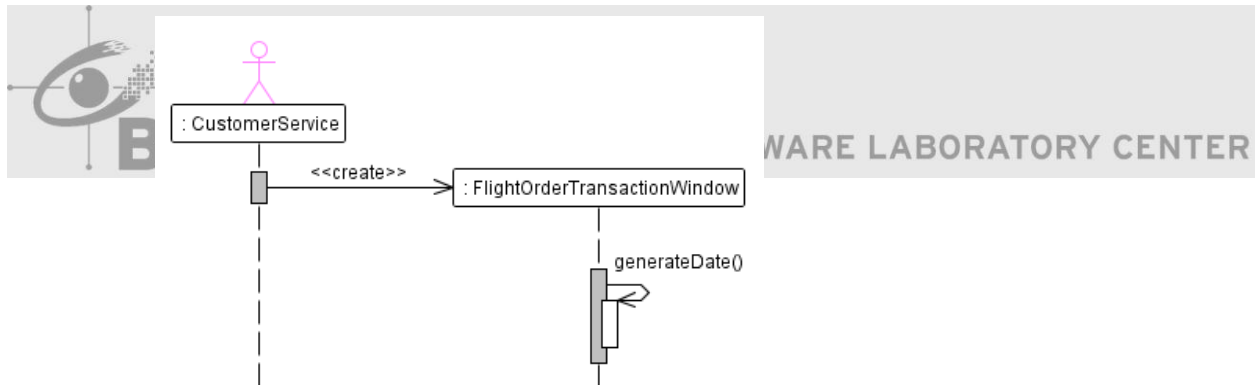 : CustomerService
WARE LABORATORY CENTER
<<create>>
: FlightOrderTransactionWindow
generateDate()